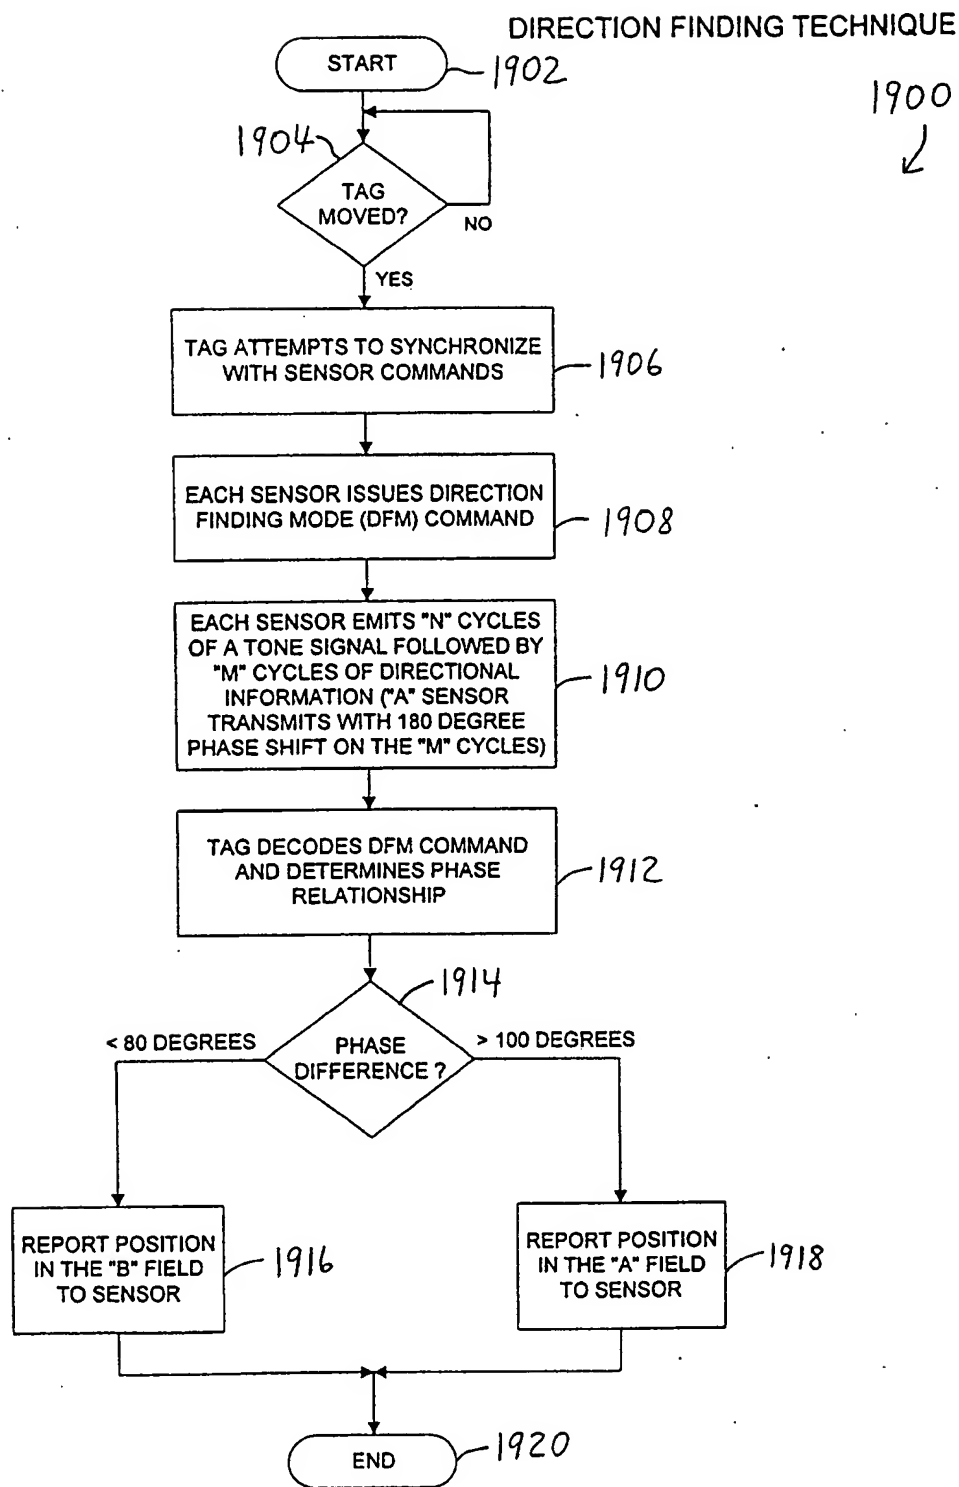 DIRECTION FINDING TECHNIQUE
1900
START
1902
1904
TAG
MOVED?
NO
YES
TAG ATTEMPTS TO SYNCHRONIZE
WITH SENSOR COMMANDS
1906
EACH SENSOR ISSUES DIRECTION
FINDING MODE (DFM) COMMAND
1908
EACH SENSOR EMITS "N" CYCLES
OF A TONE SIGNAL FOLLOWED BY
"M" CYCLES OF DIRECTIONAL
INFORMATION ("A" SENSOR
TRANSMITS WITH 180 DEGREE
PHASE SHIFT ON THE "M" CYCLES)
1910
TAG DECODES DFM COMMAND
AND DETERMINES PHASE
RELATIONSHIP
1912
1914
< 80 DEGREES
PHASE
DIFFERENCE ?
> 100 DEGREES
REPORT POSITION
IN THE "B" FIELD
TO SENSOR
1916
REPORT POSITION
IN THE "A" FIELD
TO SENSOR
1918
END
1920